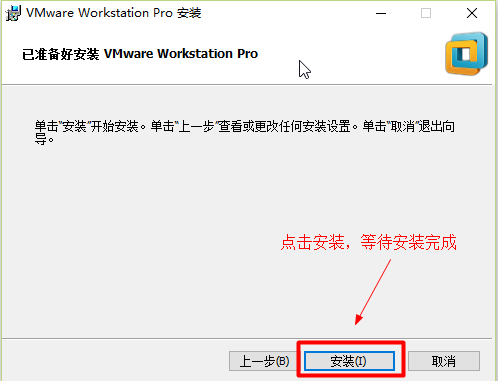 VMware Workstation Pro 安装
已准备好安装 VMware Workstation Pro
单击“安装”开始安装。单击“上一步”查看或更改任何安装设置。单击“取消”退出向
导。
点击安装，等待安装完成
上一步(B)
安装(I)
取消